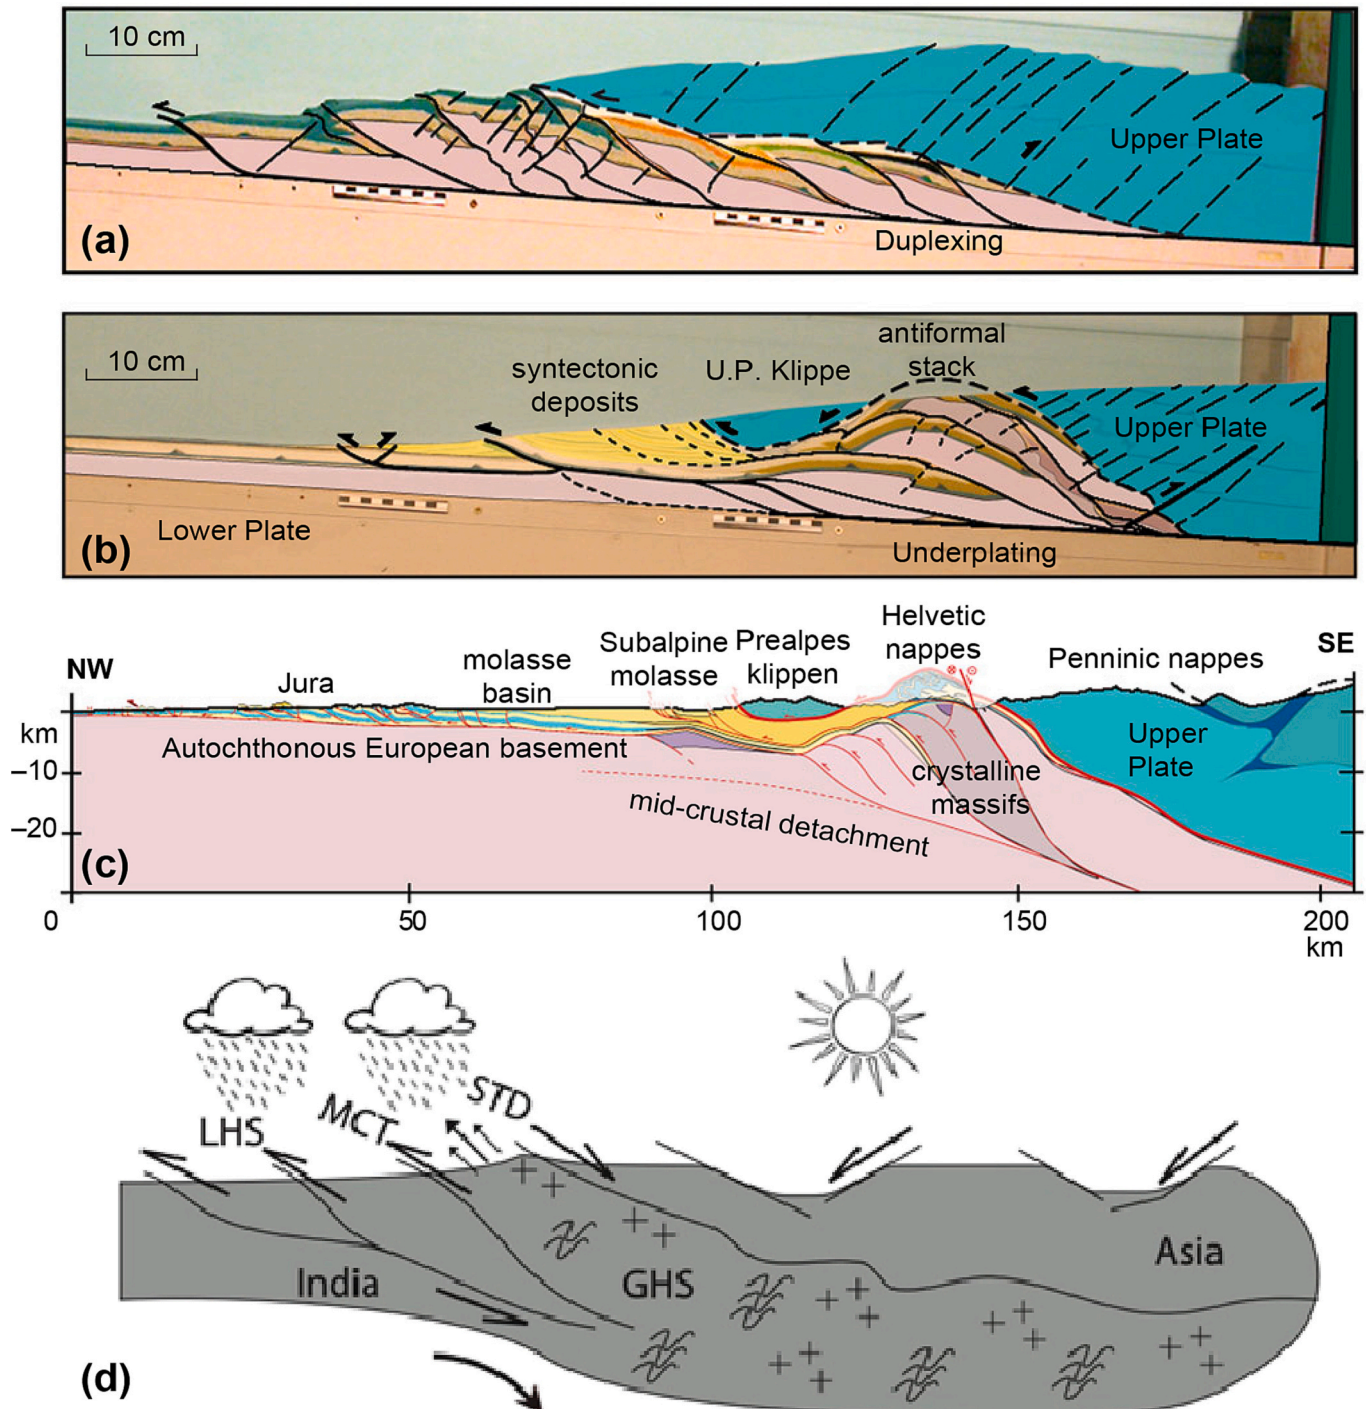 10 cm
Upper Plate
Duplexing
(a)
10 cm
syntectonic
deposits
U.P. Klippe
antiformal
stack
Upper Plate
Lower Plate
Underplating
(b)
NW
Jura
molasse
basin
Subalpine
molasse
Prealpes
klippen
Helvetic
nappes
Penninic nappes
SE
km
–10
–20
Autochthonous European basement
mid-crustal detachment
crystalline
massifs
Upper
Plate
(c)
0
50
100
150
200
km
LHS
MCT
STD
India
GHS
Asia
(d)